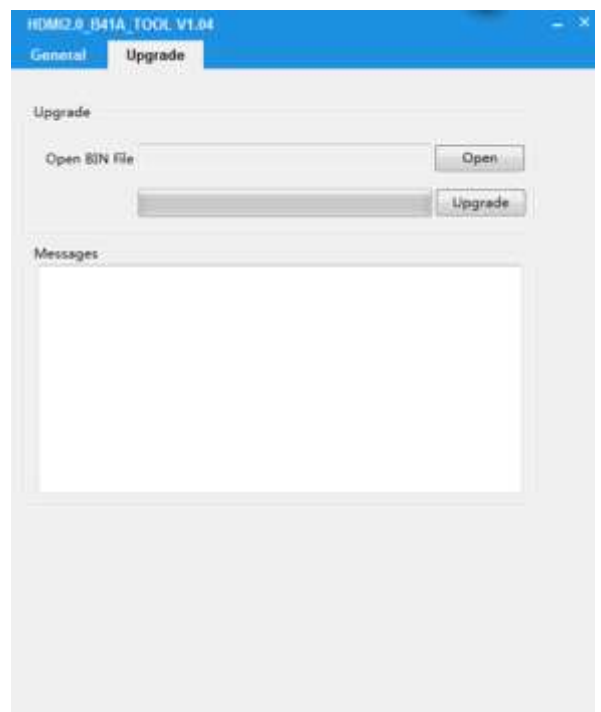 HDMI2.0_B41A_TOOL V1.04
General Upgrade
Upgrade
Open BIN File Open
Upgrade
Messages